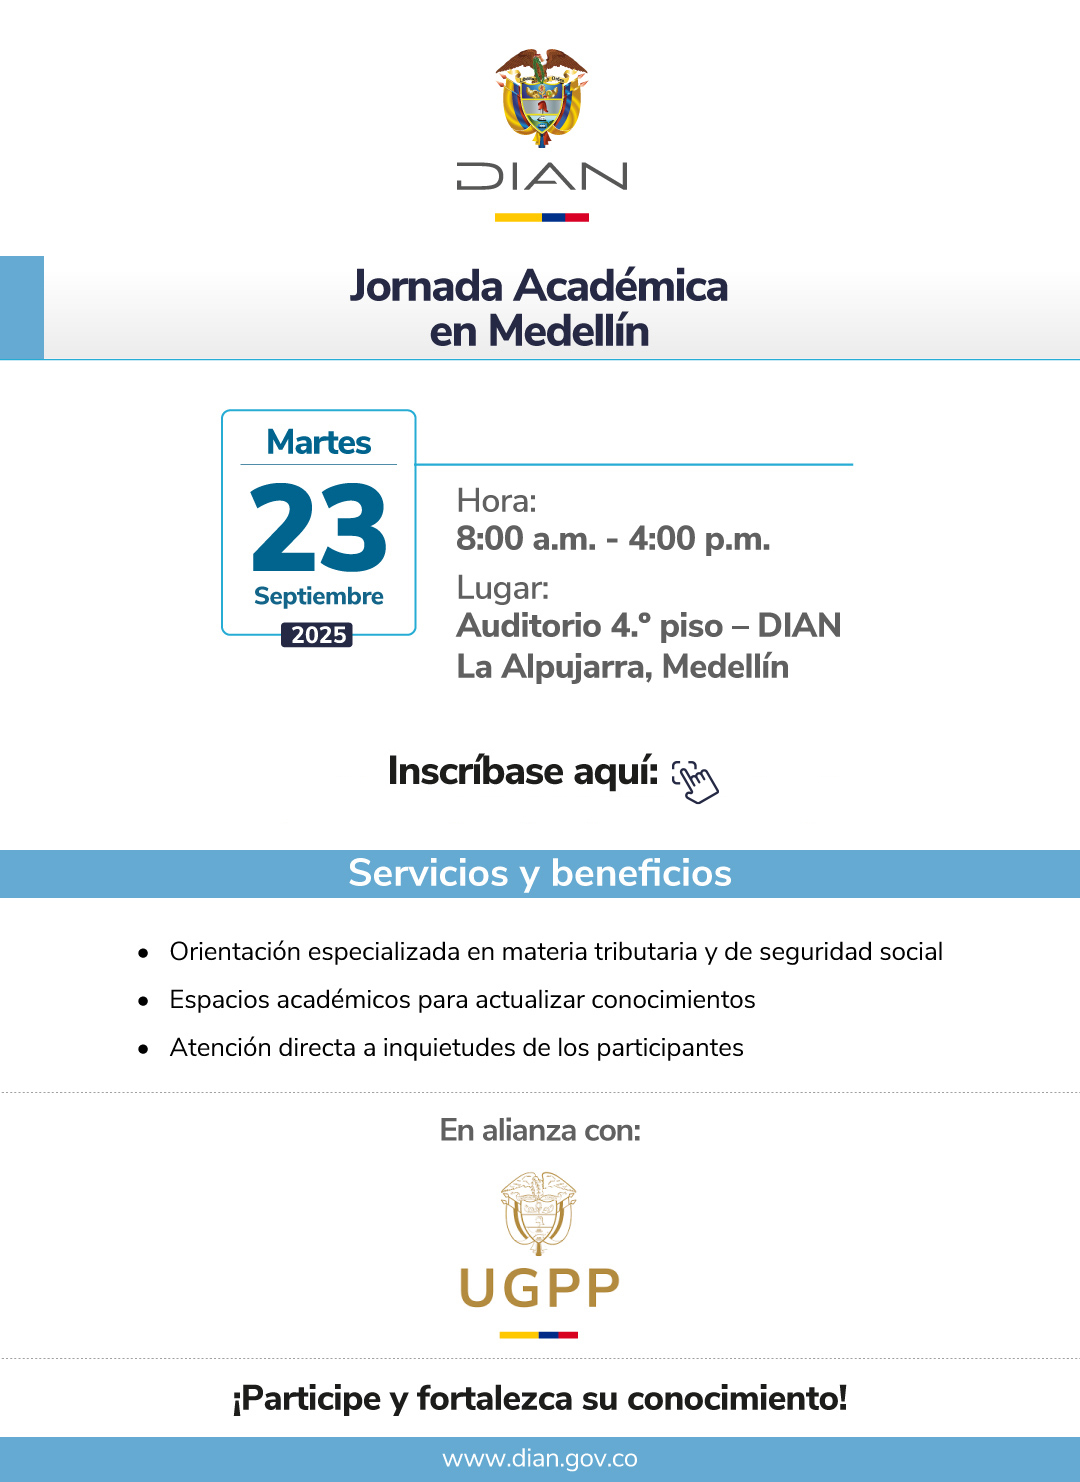 DIAN
Jornada Académica
en Medellín
Martes
23
Septiembre
2025
Hora:
8:00 a.m. - 4:00 p.m.
Lugar:
Auditorio 4.º piso – DIAN
La Alpujarra, Medellín
Inscríbase aquí:
Servicios y beneficios
• Orientación especializada en materia tributaria y de seguridad social
• Espacios académicos para actualizar conocimientos
• Atención directa a inquietudes de los participantes
En alianza con:
UGPP
¡Participe y fortalezca su conocimiento!
www.dian.gov.co